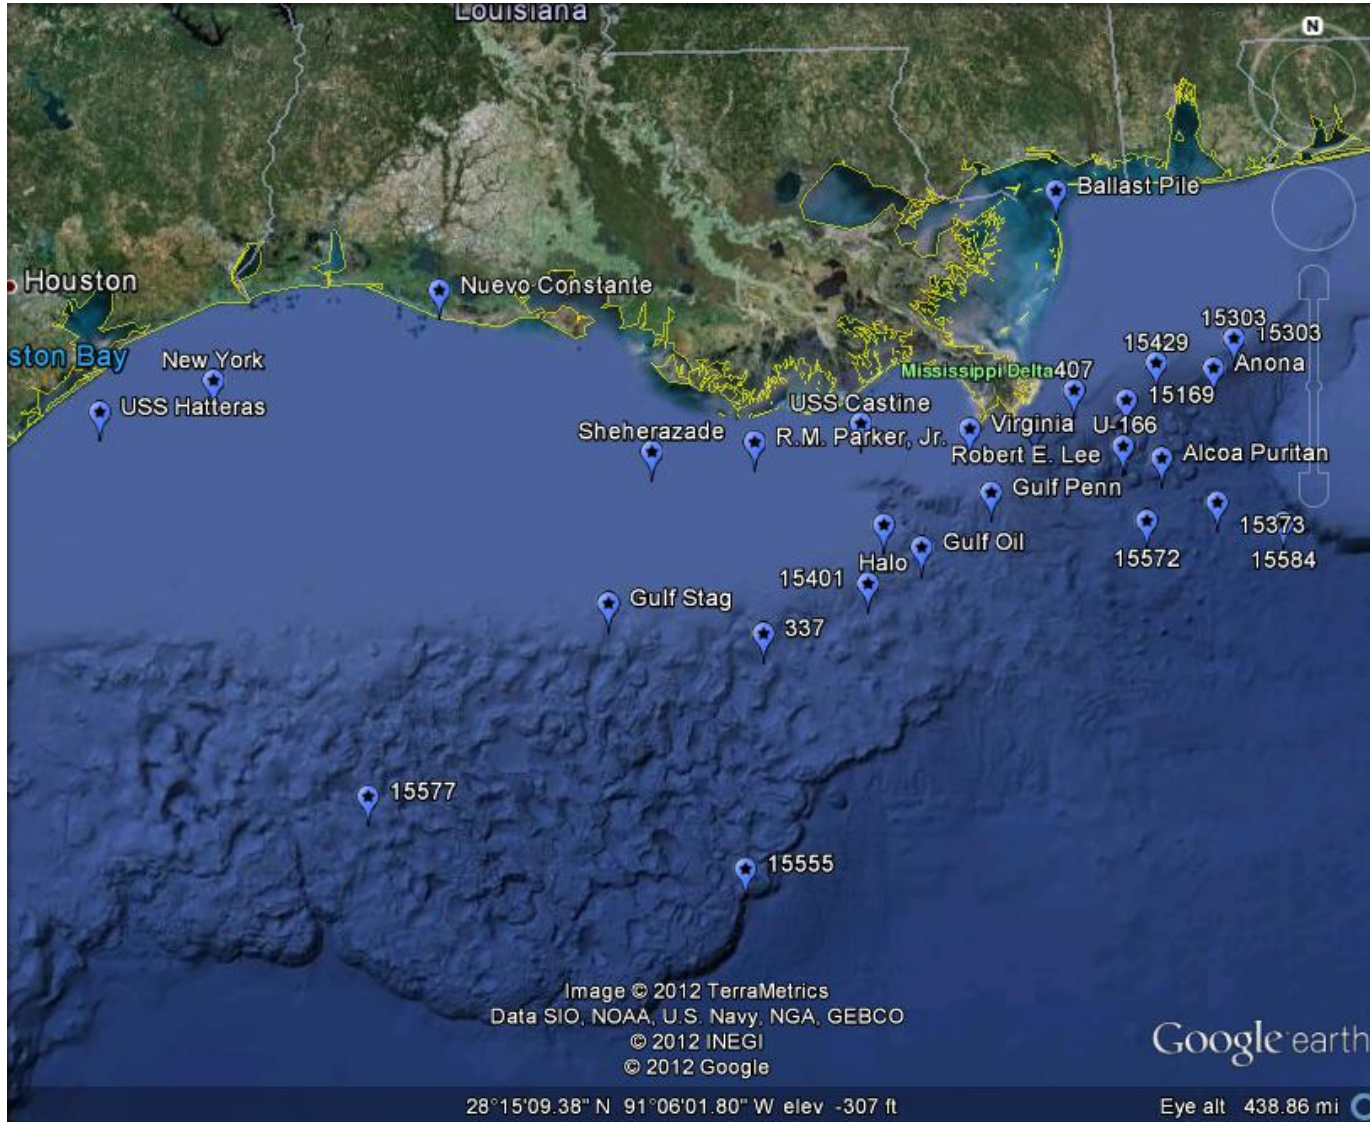 Louisiana
N
Ballast Pile
Houston
Nuevo Constante
ston Bay
New York
USS Hatteras
15303
15303
15429
Anona
Mississippi Delta
407
15169
USS Castine
Virginia
U-166
Sheherazade
R.M. Parker, Jr.
Robert E. Lee
Alcoa Puritan
Gulf Penn
15373
Gulf Oil
15572
15584
Halo
15401
Gulf Stag
337
15577
15555
Image © 2012 TerraMetrics
Data SIO, NOAA, U.S. Navy, NGA, GEBCO
© 2012 INEGI
© 2012 Google
Google earth
28°15'09.38" N 91°06'01.80" W elev -307 ft
Eye alt 438.86 mi